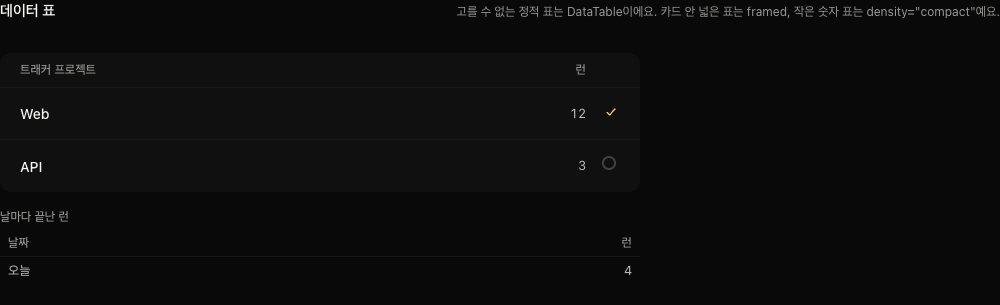 데이터 표
고를 수 없는 정적 표는 DataTable이에요. 카드 안 넓은 표는 framed, 작은 숫자 표는 density="compact"예요.
트래커 프로젝트 런
Web 12
API 3
날마다 끝난 런
날짜 런
오늘 4